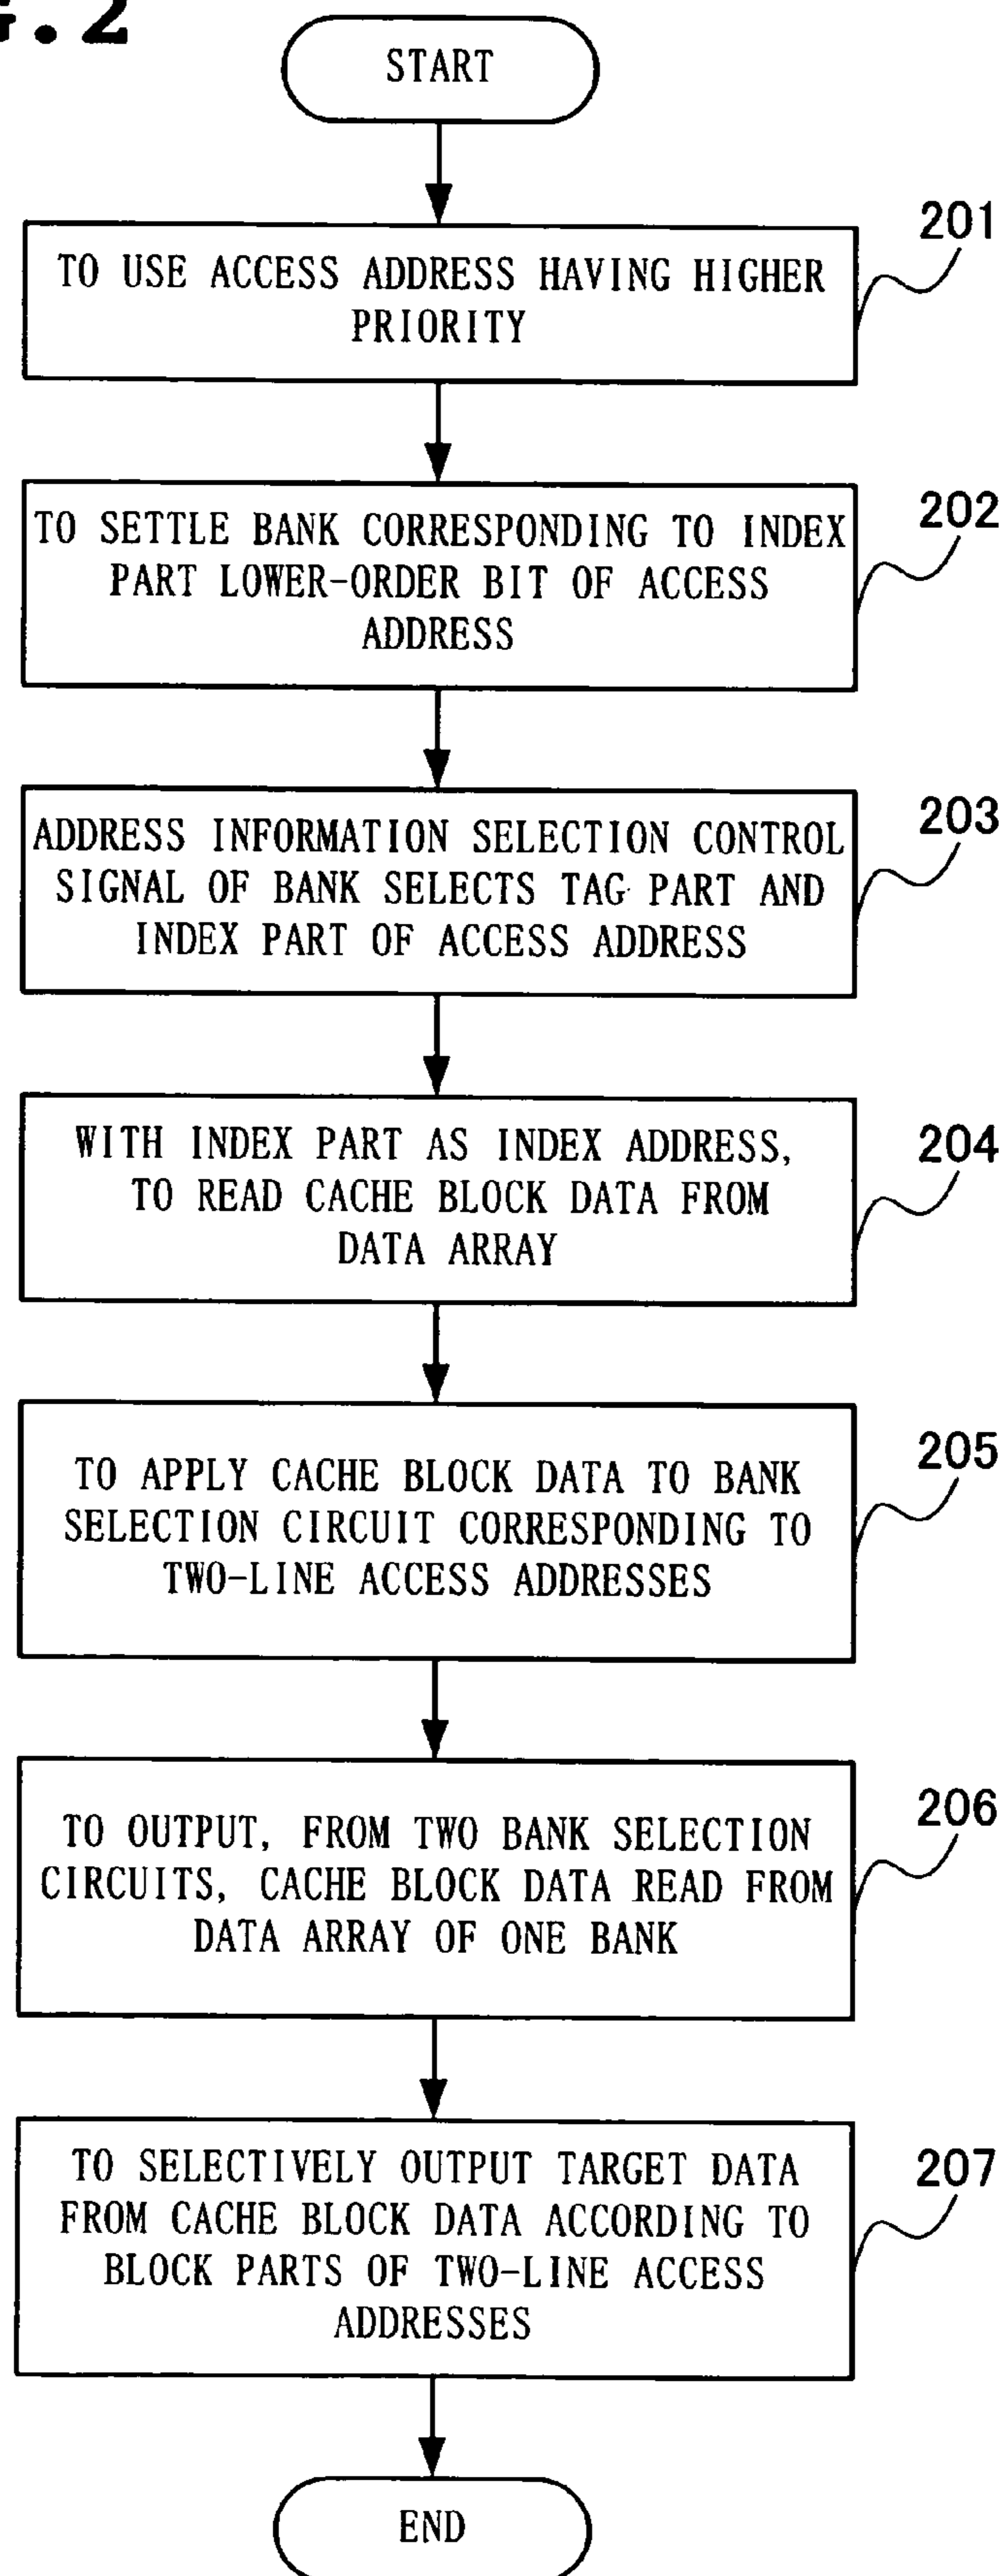 G.2
START
201
TO USE ACCESS ADDRESS HAVING HIGHER
PRIORITY
202
TO SETTLE BANK CORRESPONDING TO INDEX
PART LOWER-ORDER BIT OF ACCESS
ADDRESS
203
ADDRESS INFORMATION SELECTION CONTROL
SIGNAL OF BANK SELECTS TAG PART AND
INDEX PART OF ACCESS ADDRESS
204
WITH INDEX PART AS INDEX ADDRESS,
TO READ CACHE BLOCK DATA FROM
DATA ARRAY
205
TO APPLY CACHE BLOCK DATA TO BANK
SELECTION CIRCUIT CORRESPONDING TO
TWO-LINE ACCESS ADDRESSES
206
TO OUTPUT, FROM TWO BANK SELECTION
CIRCUITS, CACHE BLOCK DATA READ FROM
DATA ARRAY OF ONE BANK
207
TO SELECTIVELY OUTPUT TARGET DATA
FROM CACHE BLOCK DATA ACCORDING TO
BLOCK PARTS OF TWO-LINE ACCESS
ADDRESSES
END